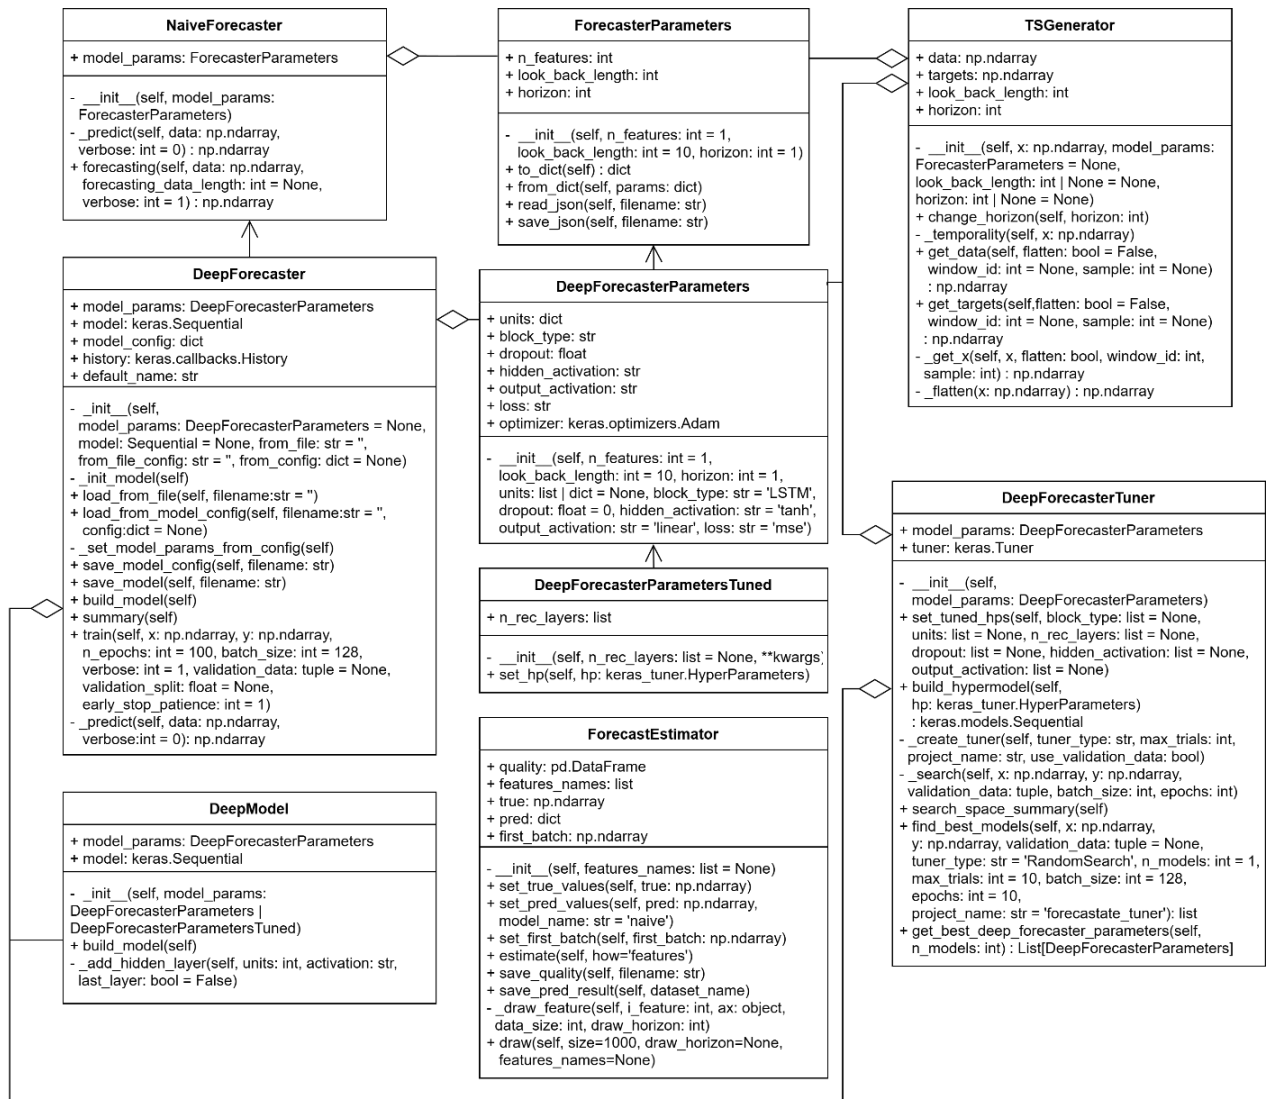 NaiveForecaster
+ model_params: ForecasterParameters
- __init__(self, model_params:
ForecasterParameters)
- _predict(self, data: np.ndarray,
verbose: int = 0) : np.ndarray
+ forecasting(self, data: np.ndarray,
forecasting_data_length: int = None,
verbose: int = 1) : np.ndarray
ForecasterParameters
+ n_features: int
+ look_back_length: int
+ horizon: int
- __init__(self, n_features: int = 1,
look_back_length: int = 10, horizon: int = 1)
+ to_dict(self) : dict
+ from_dict(self, params: dict)
+ read_json(self, filename: str)
+ save_json(self, filename: str)
TSGenerator
+ data: np.ndarray
+ targets: np.ndarray
+ look_back_length: int
+ horizon: int
- __init__(self, x: np.ndarray, model_params:
ForecasterParameters = None,
look_back_length: int | None = None,
horizon: int | None = None)
+ change_horizon(self, horizon: int)
- _temporality(self, x: np.ndarray)
+ get_data(self, flatten: bool = False,
window_id: int = None, sample: int = None)
: np.ndarray
+ get_targets(self,flatten: bool = False,
window_id: int = None, sample: int = None)
: np.ndarray
- _get_x(self, x, flatten: bool, window_id: int,
sample: int) : np.ndarray
- _flatten(x: np.ndarray) : np.ndarray
DeepForecaster
+ model_params: DeepForecasterParameters
+ model: keras.Sequential
+ model_config: dict
+ history: keras.callbacks.History
+ default_name: str
- _init__(self,
model_params: DeepForecasterParameters = None,
model: Sequential = None, from_file: str = '',
from_file_config: str = '', from_config: dict = None)
- _init_model(self)
+ load_from_file(self, filename:str = '')
+ load_from_model_config(self, filename:str = '',
config:dict = None)
- _set_model_params_from_config(self)
+ save_model_config(self, filename: str)
+ save_model(self, filename: str)
+ build_model(self)
+ summary(self)
+ train(self, x: np.ndarray, y: np.ndarray,
n_epochs: int = 100, batch_size: int = 128,
verbose: int = 1, validation_data: tuple = None,
validation_split: float = None,
early_stop_patience: int = 1)
- _predict(self, data: np.ndarray,
verbose:int = 0): np.ndarray
DeepForecasterParameters
+ units: dict
+ block_type: str
+ dropout: float
+ hidden_activation: str
+ output_activation: str
+ loss: str
+ optimizer: keras.optimizers.Adam
- __init__(self, n_features: int = 1,
look_back_length: int = 10, horizon: int = 1,
units: list | dict = None, block_type: str = 'LSTM',
dropout: float = 0, hidden_activation: str = 'tanh',
output_activation: str = 'linear', loss: str = 'mse')
DeepForecasterParametersTuned
+ n_rec_layers: list
- __init__(self, n_rec_layers: list = None, **kwargs)
+ set_hp(self, hp: keras_tuner.HyperParameters)
DeepForecasterTuner
+ model_params: DeepForecasterParameters
+ tuner: keras.Tuner
- __init__(self,
model_params: DeepForecasterParameters)
+ set_tuned_hps(self, block_type: list = None,
units: list = None, n_rec_layers: list = None,
dropout: list = None, hidden_activation: list = None,
output_activation: list = None)
+ build_hypermodel(self,
hp: keras_tuner.HyperParameters)
: keras.models.Sequential
- _create_tuner(self, tuner_type: str, max_trials: int,
project_name: str, use_validation_data: bool)
- _search(self, x: np.ndarray, y: np.ndarray,
validation_data: tuple, batch_size: int, epochs: int)
+ search_space_summary(self)
+ find_best_models(self, x: np.ndarray,
y: np.ndarray, validation_data: tuple = None,
tuner_type: str = 'RandomSearch', n_models: int = 1,
max_trials: int = 10, batch_size: int = 128,
epochs: int = 10,
project_name: str = 'forecastate_tuner'): list
+ get_best_deep_forecaster_parameters(self,
n_models: int) : List[DeepForecasterParameters]
ForecastEstimator
+ quality: pd.DataFrame
+ features_names: list
+ true: np.ndarray
+ pred: dict
+ first_batch: np.ndarray
- __init__(self, features_names: list = None)
+ set_true_values(self, true: np.ndarray)
+ set_pred_values(self, pred: np.ndarray,
model_name: str = 'naive')
+ set_first_batch(self, first_batch: np.ndarray)
+ estimate(self, how='features')
+ save_quality(self, filename: str)
+ save_pred_result(self, dataset_name)
- _draw_feature(self, i_feature: int, ax: object,
data_size: int, draw_horizon: int)
+ draw(self, size=1000, draw_horizon=None,
features_names=None)
DeepModel
+ model_params: DeepForecasterParameters
+ model: keras.Sequential
- _init__(self, model_params:
DeepForecasterParameters |
DeepForecasterParametersTuned)
+ build_model(self)
- _add_hidden_layer(self, units: int, activation: str,
last_layer: bool = False)